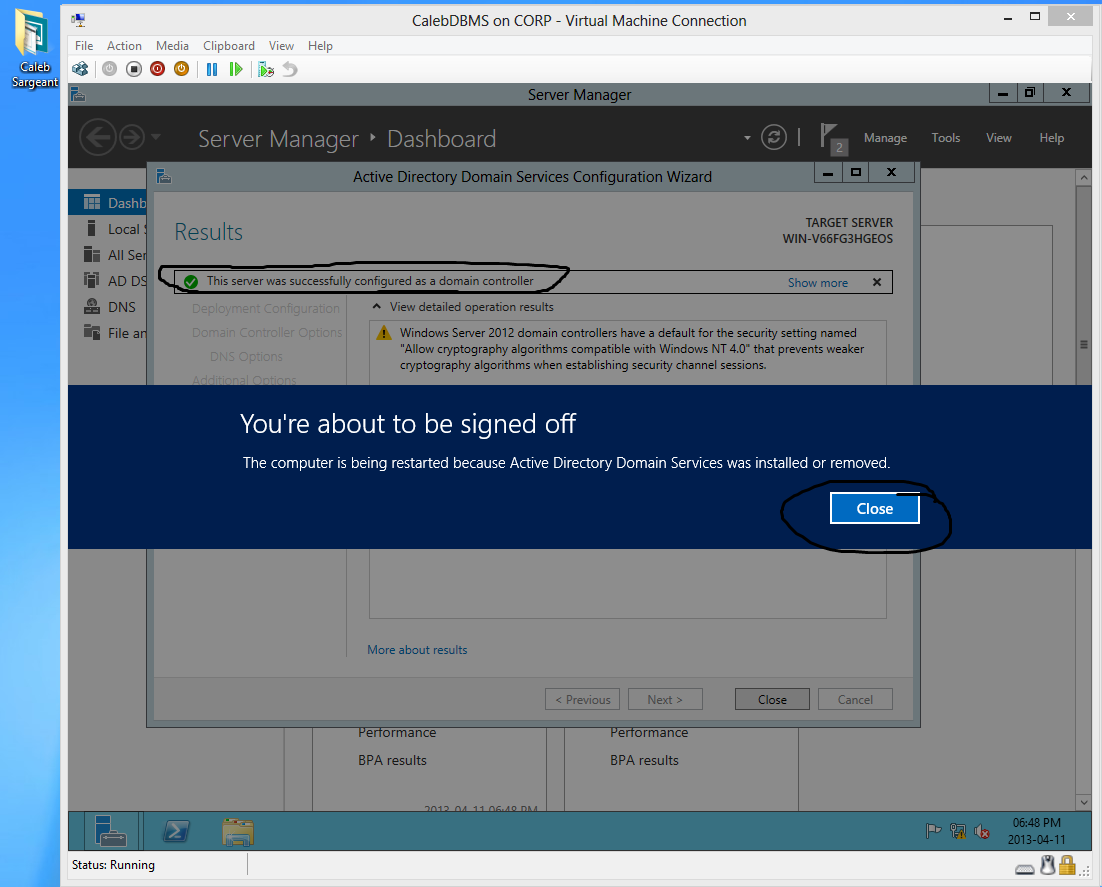 Caleb
Sargeant
CalebDBMS on CORP - Virtual Machine Connection
File Action Media Clipboard View Help
Server Manager
Server Manager Dashboard
2
Manage Tools View Help
Active Directory Domain Services Configuration Wizard
Dashb
Local
All Ser
AD DS
DNS
File an
Results
TARGET SERVER
WIN-V66FG3HGEOS
This server was successfully configured as a domain controller
Show more
Deployment Configuration
Domain Controller Options
DNS Options
Additional Options
View detailed operation results
Windows Server 2012 domain controllers have a default for the security setting named
"Allow cryptography algorithms compatible with Windows NT 4.0" that prevents weaker
cryptography algorithms when establishing security channel sessions.
You're about to be signed off
The computer is being restarted because Active Directory Domain Services was installed or removed.
Close
More about results
< Previous Next > Close Cancel
Performance
BPA results
2013-04-11 06:48 PM
Performance
BPA results
06:48 PM
2013-04-11
Status: Running